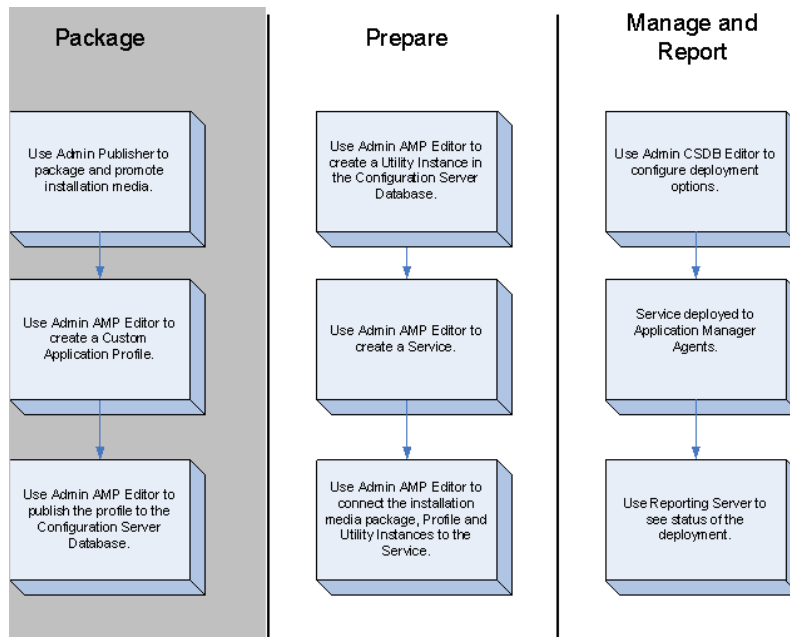 Package
Use Admin Publisher to
package and promote
installation media.
Use Admin AMP Editor to
create a Custom
Application Profile.
Use Admin AMP Editor to
publish the profile to the
Configuration Server
Database.
Prepare
Use Admin AMP Editor to
create a Utility Instance in
the Configuration Server
Database.
Use Admin AMP Editor to
create a Service.
Use Admin AMP Editor to
connect the installation
media package, Profile and
Utility Instances to the
Service.
Manage and
Report
Use Admin CSDB Editor to
configure deployment
options.
Service deployed to
Application Manager
Agents.
Use Reporting Server to
see status of the
deployment.